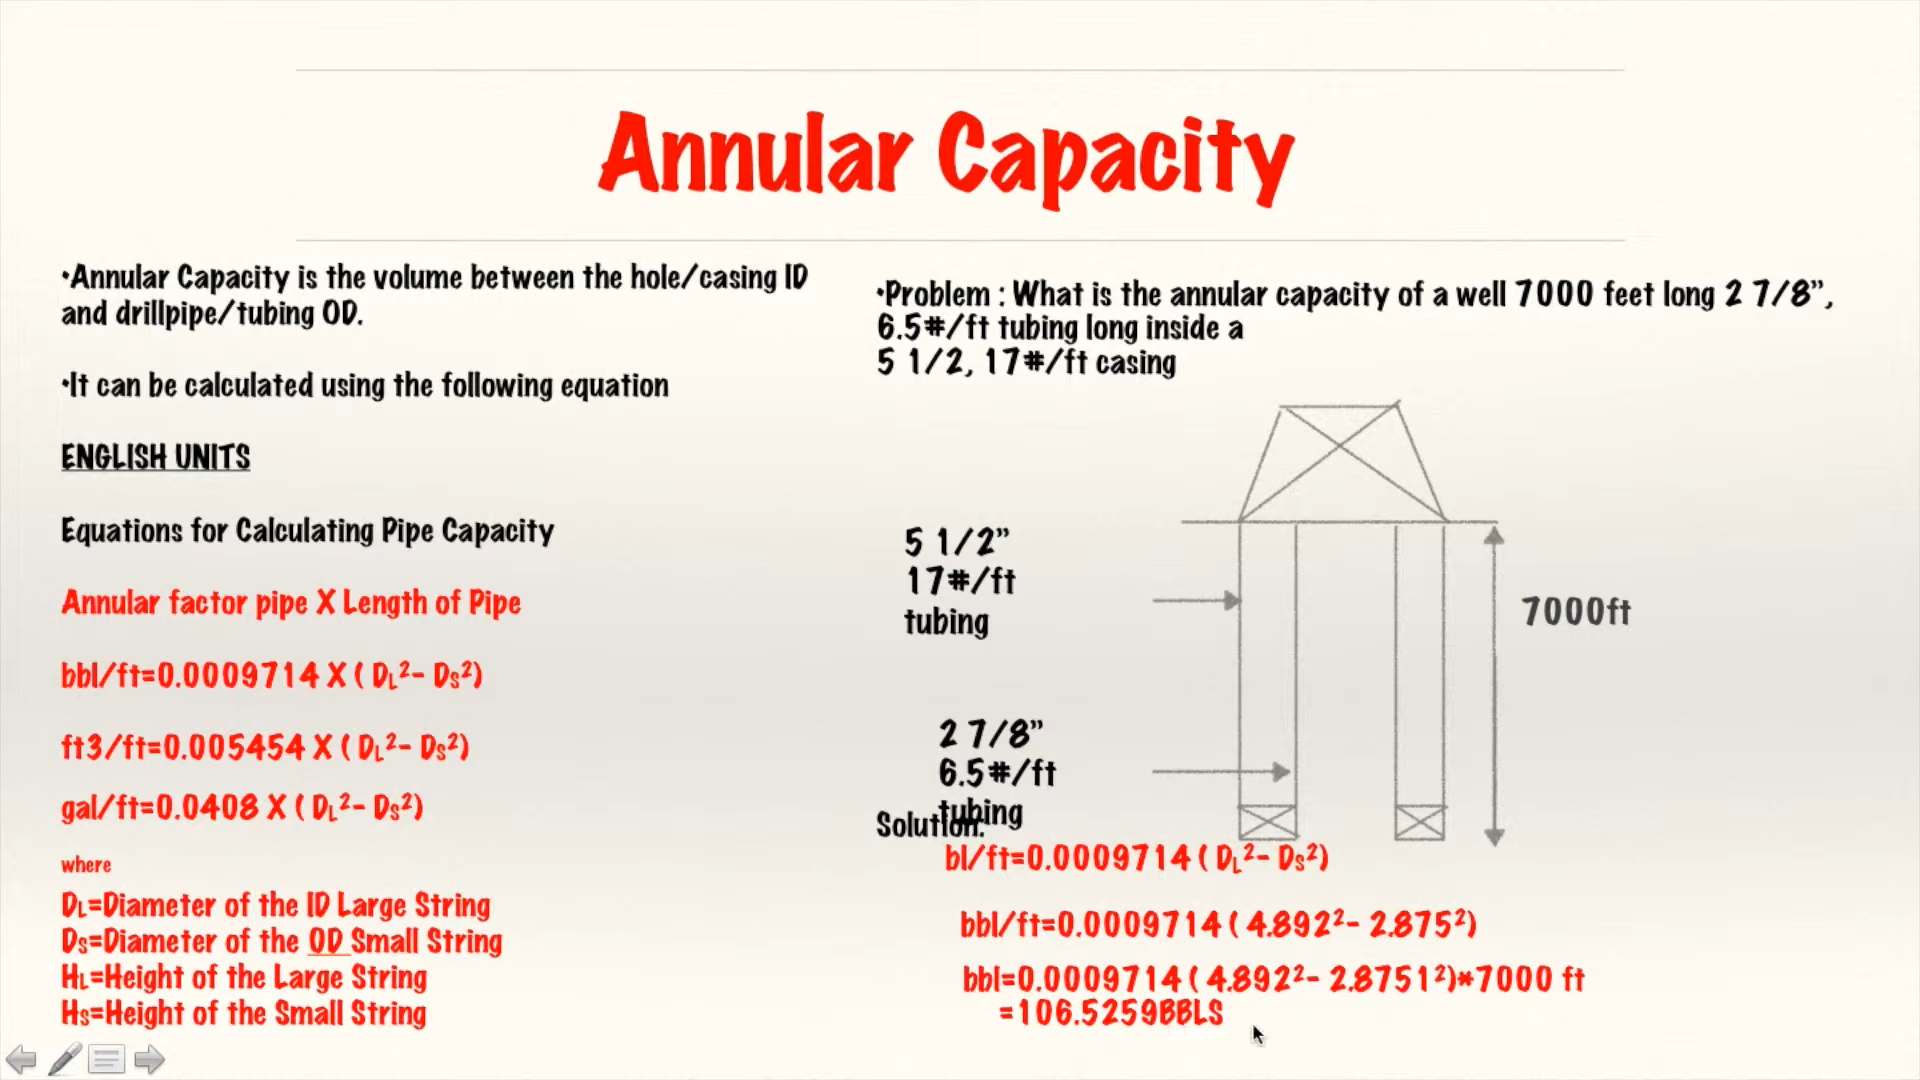 Annular Capacity
•Annular Capacity is the volume between the hole/casing ID
and drillpipe/tubing OD.
•It can be calculated using the following equation
ENGLISH UNITS
Equations for Calculating Pipe Capacity
Annular factor pipe X Length of Pipe
bbl/ft=0.0009714 X ( DL²- DS²)
ft3/ft=0.005454 X ( DL²- DS²)
gal/ft=0.0408 X ( DL²- DS²)
where
DL=Diameter of the ID Large String
DS=Diameter of the OD Small String
HL=Height of the Large String
HS=Height of the Small String
•Problem : What is the annular capacity of a well 7000 feet long 2 7/8”,
6.5#/ft tubing long inside a
5 1/2, 17#/ft casing
5 1/2”
17#/ft
tubing
7000ft
2 7/8”
6.5#/ft
tubing
Solution:
bl/ft=0.0009714 ( DL²- DS²)
bbl/ft=0.0009714 ( 4.892²- 2.875²)
bbl=0.0009714 ( 4.892²- 2.8751²)*7000 ft
=106.5259BBLS